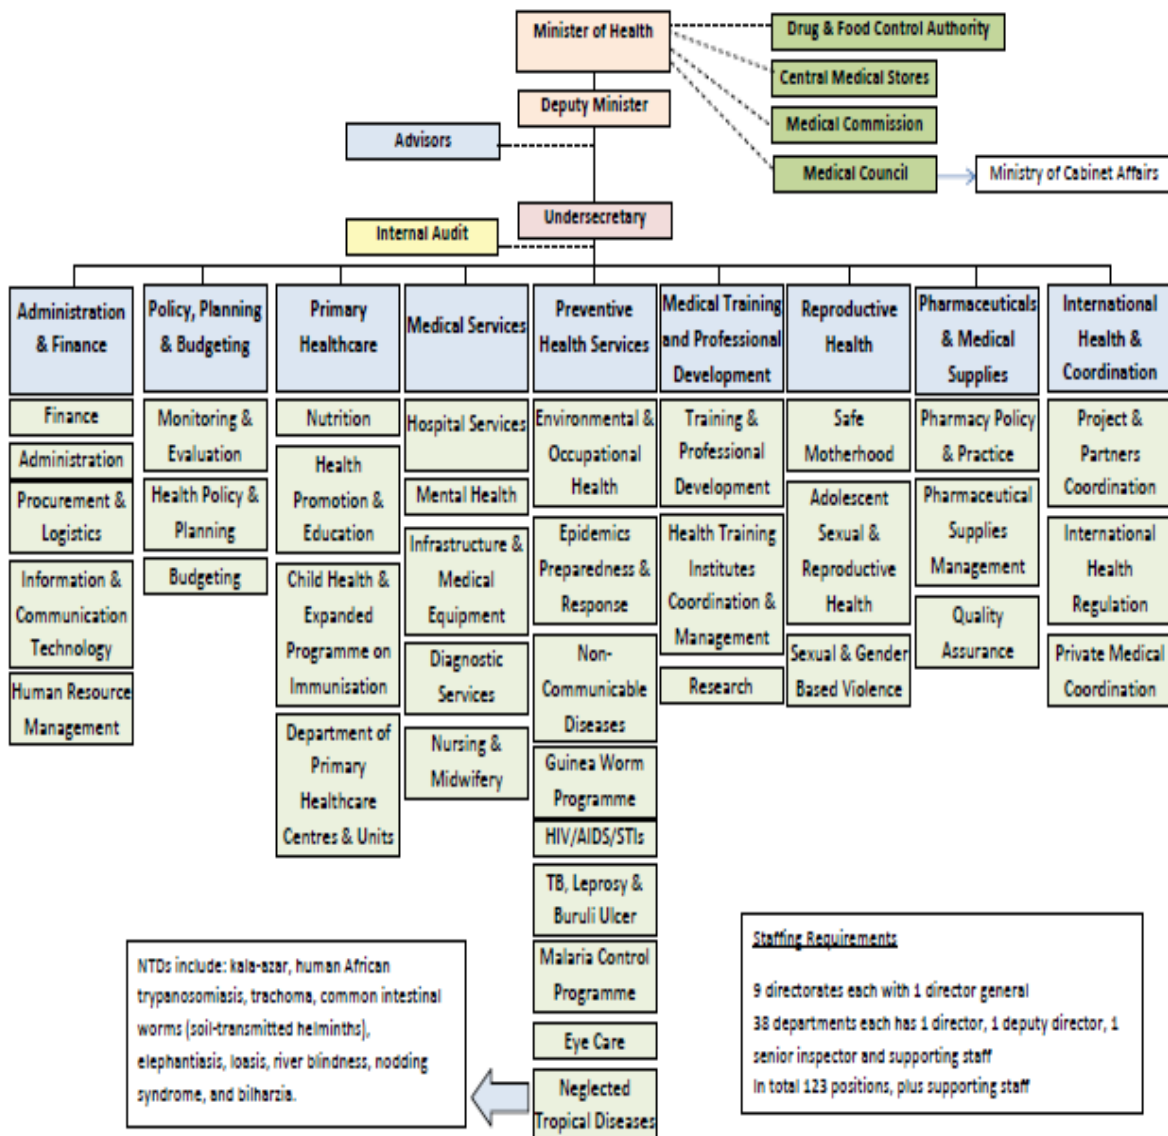 Minister of Health
Drug & Food Control Authority
Central Medical Stores
Deputy Minister
Medical Commission
Advisors
Medical Council
Ministry of Cabinet Affairs
Undersecretary
Internal Audit
Administration
& Finance
Policy, Planning
& Budgeting
Primary
Healthcare
Medical Services
Preventive
Health Services
Medical Training
and Professional
Development
Reproductive
Health
Pharmaceuticals
& Medical
Supplies
International
Health &
Coordination
Finance
Administration
Procurement &
Logistics
Information &
Communication
Technology
Human Resource
Management
Monitoring &
Evaluation
Health Policy &
Planning
Budgeting
Nutrition
Health
Promotion &
Education
Child Health &
Expanded
Programme on
Immunisation
Department of
Primary
Healthcare
Centres & Units
Hospital Services
Mental Health
Infrastructure &
Medical
Equipment
Diagnostic
Services
Nursing &
Midwifery
Environmental &
Occupational
Health
Epidemics
Preparedness &
Response
Non-
Communicable
Diseases
Guinea Worm
Programme
HIV/AIDS/STIs
TB, Leprosy &
Buruli Ulcer
Malaria Control
Programme
Eye Care
Neglected
Tropical Diseases
Training &
Professional
Development
Health Training
Institutes
Coordination &
Management
Research
Safe
Motherhood
Adolescent
Sexual &
Reproductive
Health
Sexual & Gender
Based Violence
Pharmacy Policy
& Practice
Pharmaceutical
Supplies
Management
Quality
Assurance
Project &
Partners
Coordination
International
Health
Regulation
Private Medical
Coordination
NTDs include: kala-azar, human African
trypanosomiasis, trachoma, common intestinal
worms (soil-transmitted helminths),
elephantiasis, loasis, river blindness, nodding
syndrome, and bilharzia.
Staffing Requirements
9 directorates each with 1 director general
38 departments each has 1 director, 1 deputy director, 1
senior inspector and supporting staff
In total 123 positions, plus supporting staff